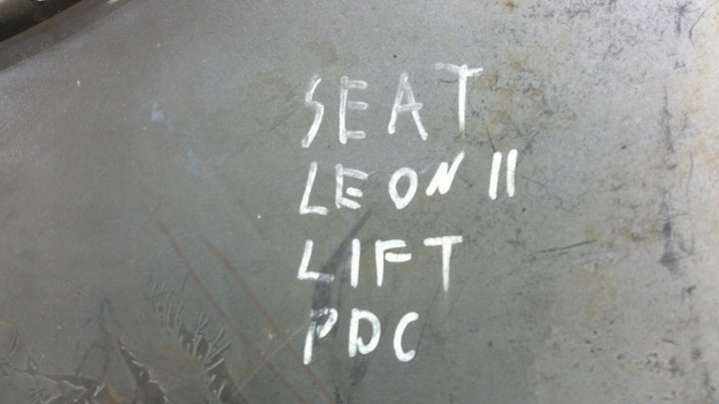 SEAT
LEON II
LIFT
PDC